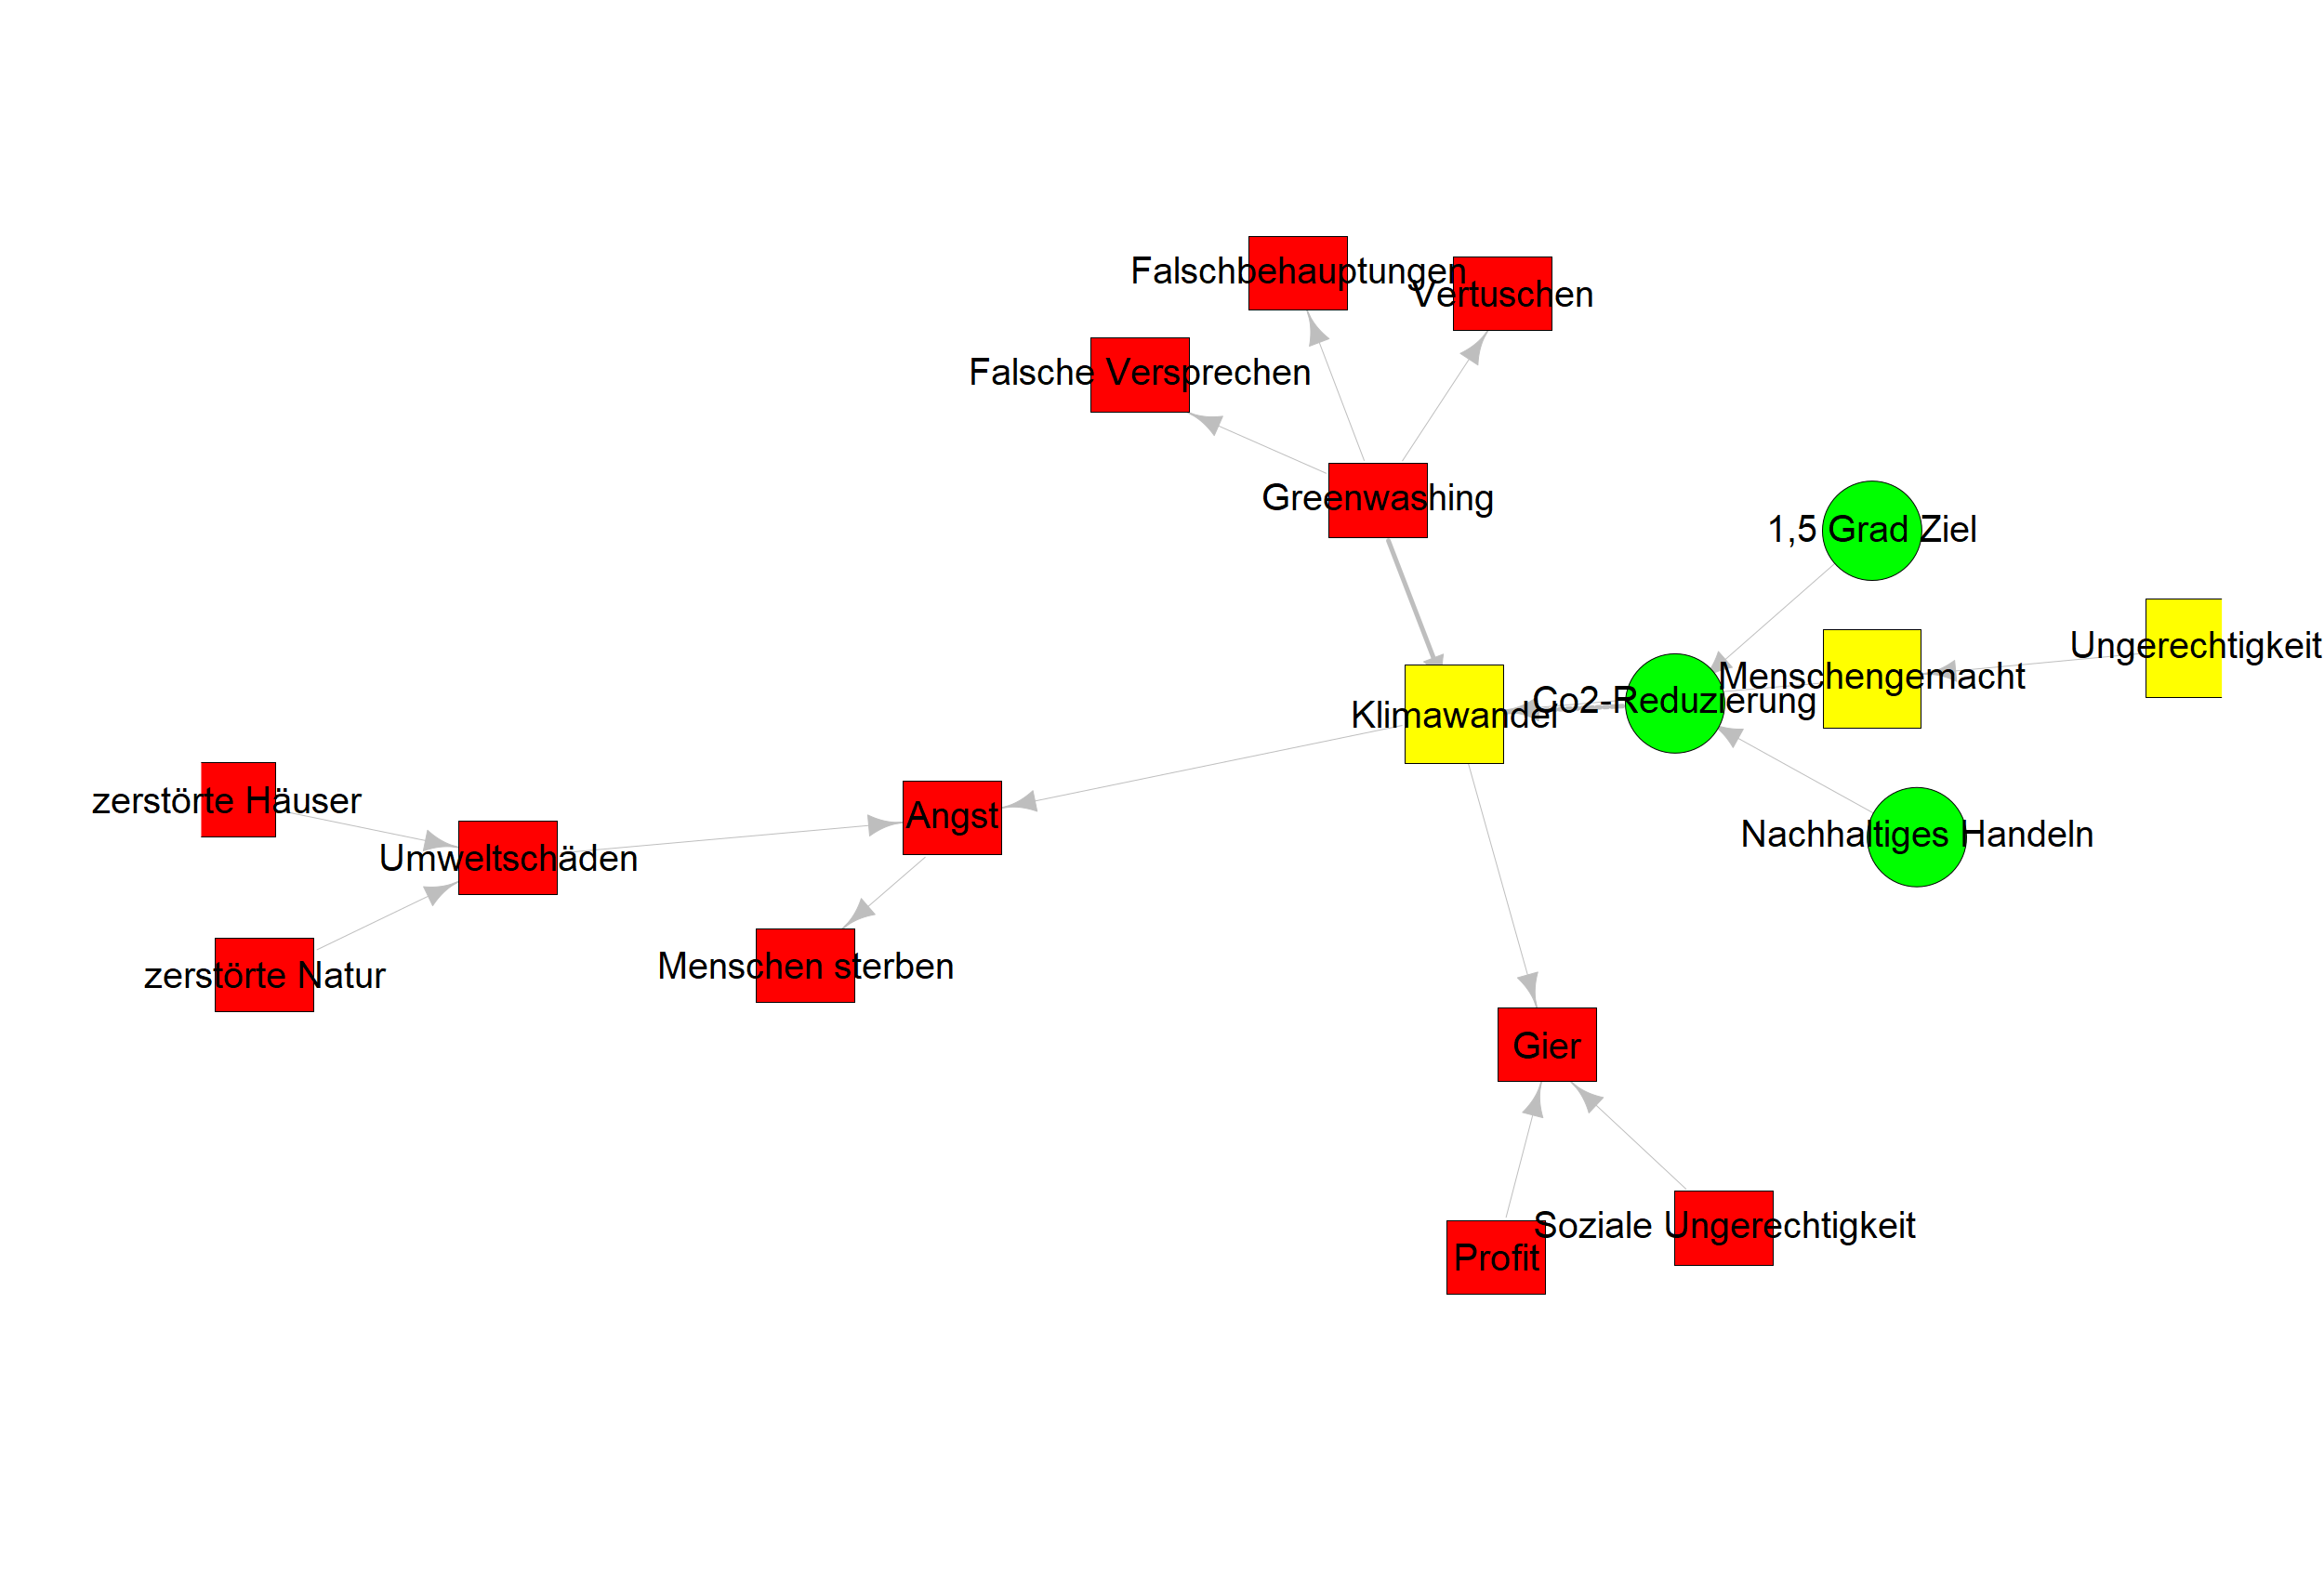 Falschbehauptungen
Vertuschen
Falsche Versprechen
Greenwashing
1,5 Grad Ziel
Ungerechtigkeit
Menschengemacht
Co2-Reduzierung
Klimawandel
zerstörte Häuser
Angst
Nachhaltiges Handeln
Umweltschäden
Menschen sterben
zerstörte Natur
Gier
Soziale Ungerechtigkeit
Profit